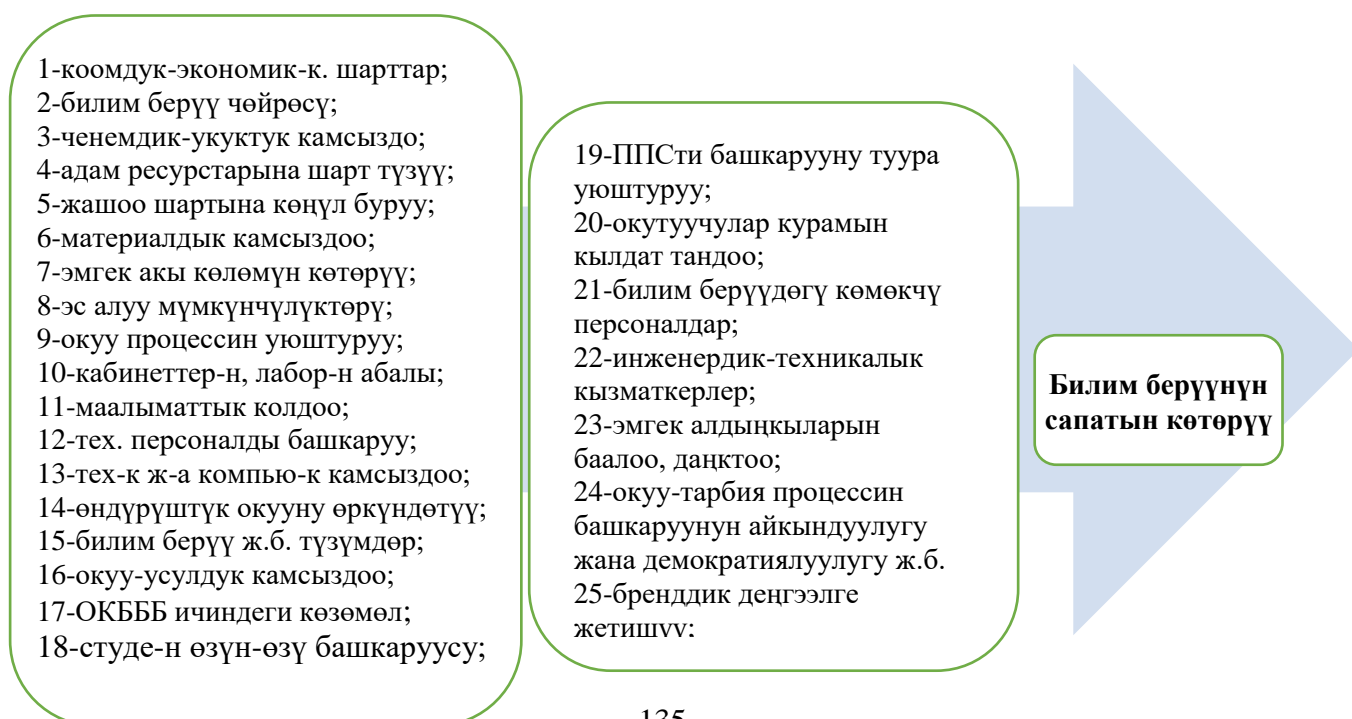 1-коомдук-экономик-к. шарттар;
2-билим берүү чөйрөсү;
3-ченемдик-укуктук камсыздо;
4-адам ресурстарына шарт түзүү;
5-жашоо шартына көңүл буруу;
6-материалдык камсыздоо;
7-эмгек акы көлөмүн көтөрүү;
8-эс алуу мүмкүнчүлүктөрү;
9-окуу процессин уюштуруу;
10-кабинеттер-н, лабор-н абалы;
11-маалыматтык колдоо;
12-тех. персоналды башкаруу;
13-тех-к ж-а компью-к камсыздоо;
14-өндүрүштүк окууну өркүндөтүү;
15-билим берүү ж.б. түзүмдөр;
16-окуу-усулдук камсыздоо;
17-ОКБББ ичиндеги көзөмөл;
18-студе-н өзүн-өзү башкаруусу;
19-ППСти башкарууну туура
уюштуруу;
20-окутуучулар курамын
кылдат тандоо;
21-билим берүүдөгү көмөкчү
персоналдар;
22-инженердик-техникалык
кызматкерлер;
23-эмгек алдыңкыларын
баалоо, даңктоо;
24-окуу-тарбия процессин
башкаруунун айкындуулугу
жана демократиялуулугу ж.б.
25-бренддик деңгээлге
жетишүү;
Билим берүүнүн
сапатын көтөрүү
135